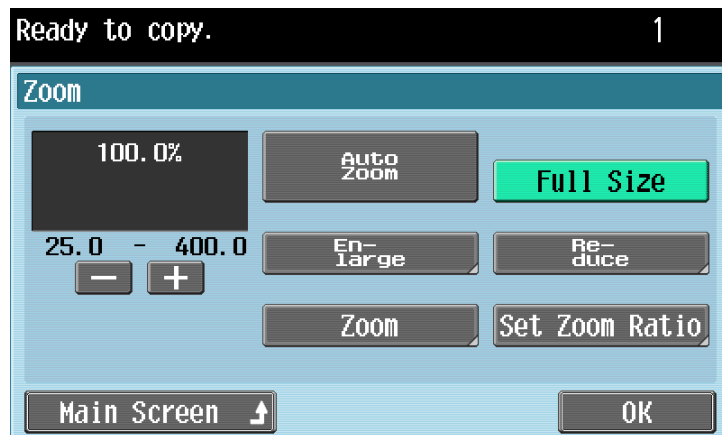 Ready to copy. 1
Zoom
100.0%
Auto
Zoom
Full Size
25.0 - 400.0
− +
En-
large
Re-
duce
Zoom
Set Zoom Ratio
Main Screen
OK